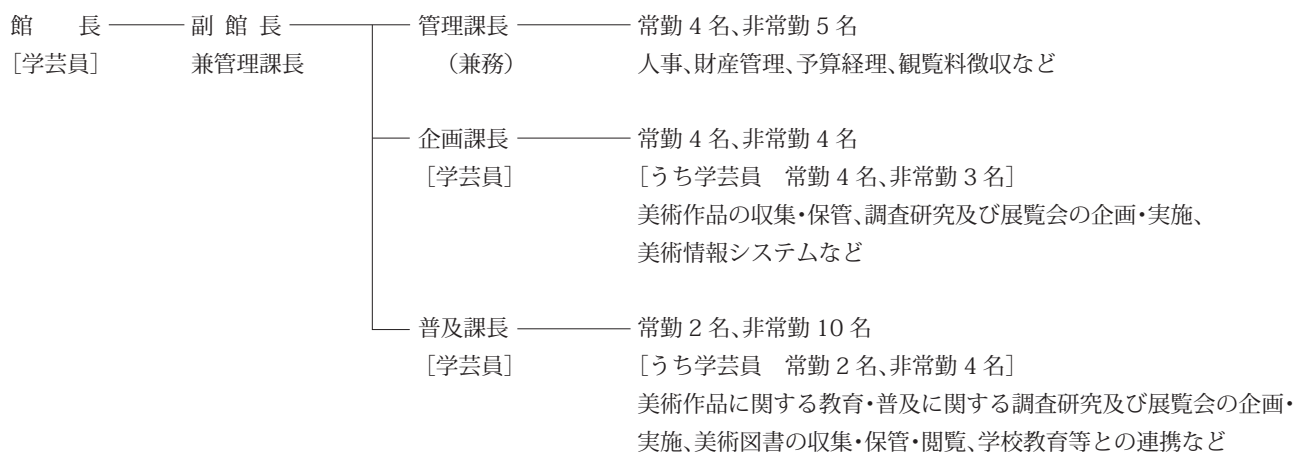 館　　長　副 館 長　管理課長　常勤 4 名、非常勤 5 名
［学芸員］　兼管理課長　（兼務）　人事、財産管理、予算経理、観覧料徴収など
企画課長　常勤 4 名、非常勤 4 名
［学芸員］　［うち学芸員　常勤 4 名、非常勤 3 名］
美術作品の収集・保管、調査研究及び展覧会の企画・実施、
美術情報システムなど
普及課長　常勤 2 名、非常勤 10 名
［学芸員］　［うち学芸員　常勤 2 名、非常勤 4 名］
美術作品に関する教育・普及に関する調査研究及び展覧会の企画・
実施、美術図書の収集・保管・閲覧、学校教育等との連携など